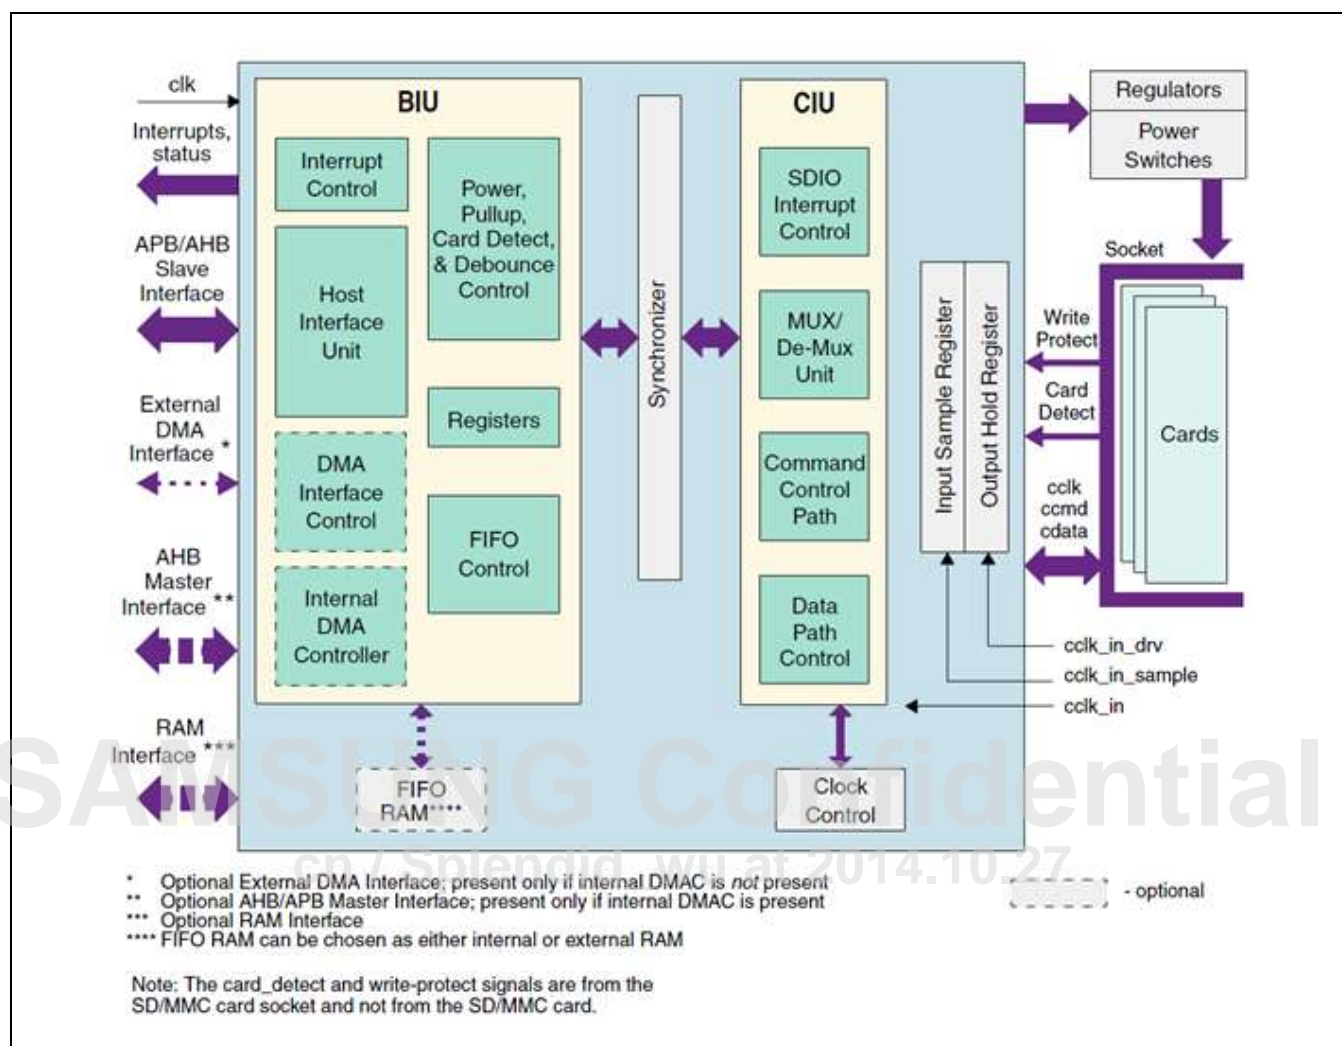 clk
Interrupts,
status
APB/AHB
Slave
Interface
External
DMA
Interface *
AHB
Master
Interface **
RAM
Interface ***
BIU
Interrupt
Control
Host
Interface
Unit
DMA
Interface
Control
Internal
DMA
Controller
Power,
Pullup,
Card Detect,
& Debounce
Control
Registers
FIFO
Control
FIFO
RAM****
Synchronizer
CIU
SDIO
Interrupt
Control
MUX/
De-Mux
Unit
Command
Control
Path
Data
Path
Control
Clock
Control
Input Sample Register
Output Hold Register
Regulators
Power
Switches
Socket
Write
Protect
Card
Detect
cclk
ccmd
cdata
Cards
cclk_in_drv
cclk_in_sample
cclk_in
SAMSUNG Confidential
cn / Splendid_wu at 2014.10.27
* Optional External DMA Interface; present only if internal DMAC is not present
** Optional AHB/APB Master Interface; present only if internal DMAC is present
*** Optional RAM Interface
**** FIFO RAM can be chosen as either internal or external RAM
- optional
Note: The card_detect and write-protect signals are from the
SD/MMC card socket and not from the SD/MMC card.